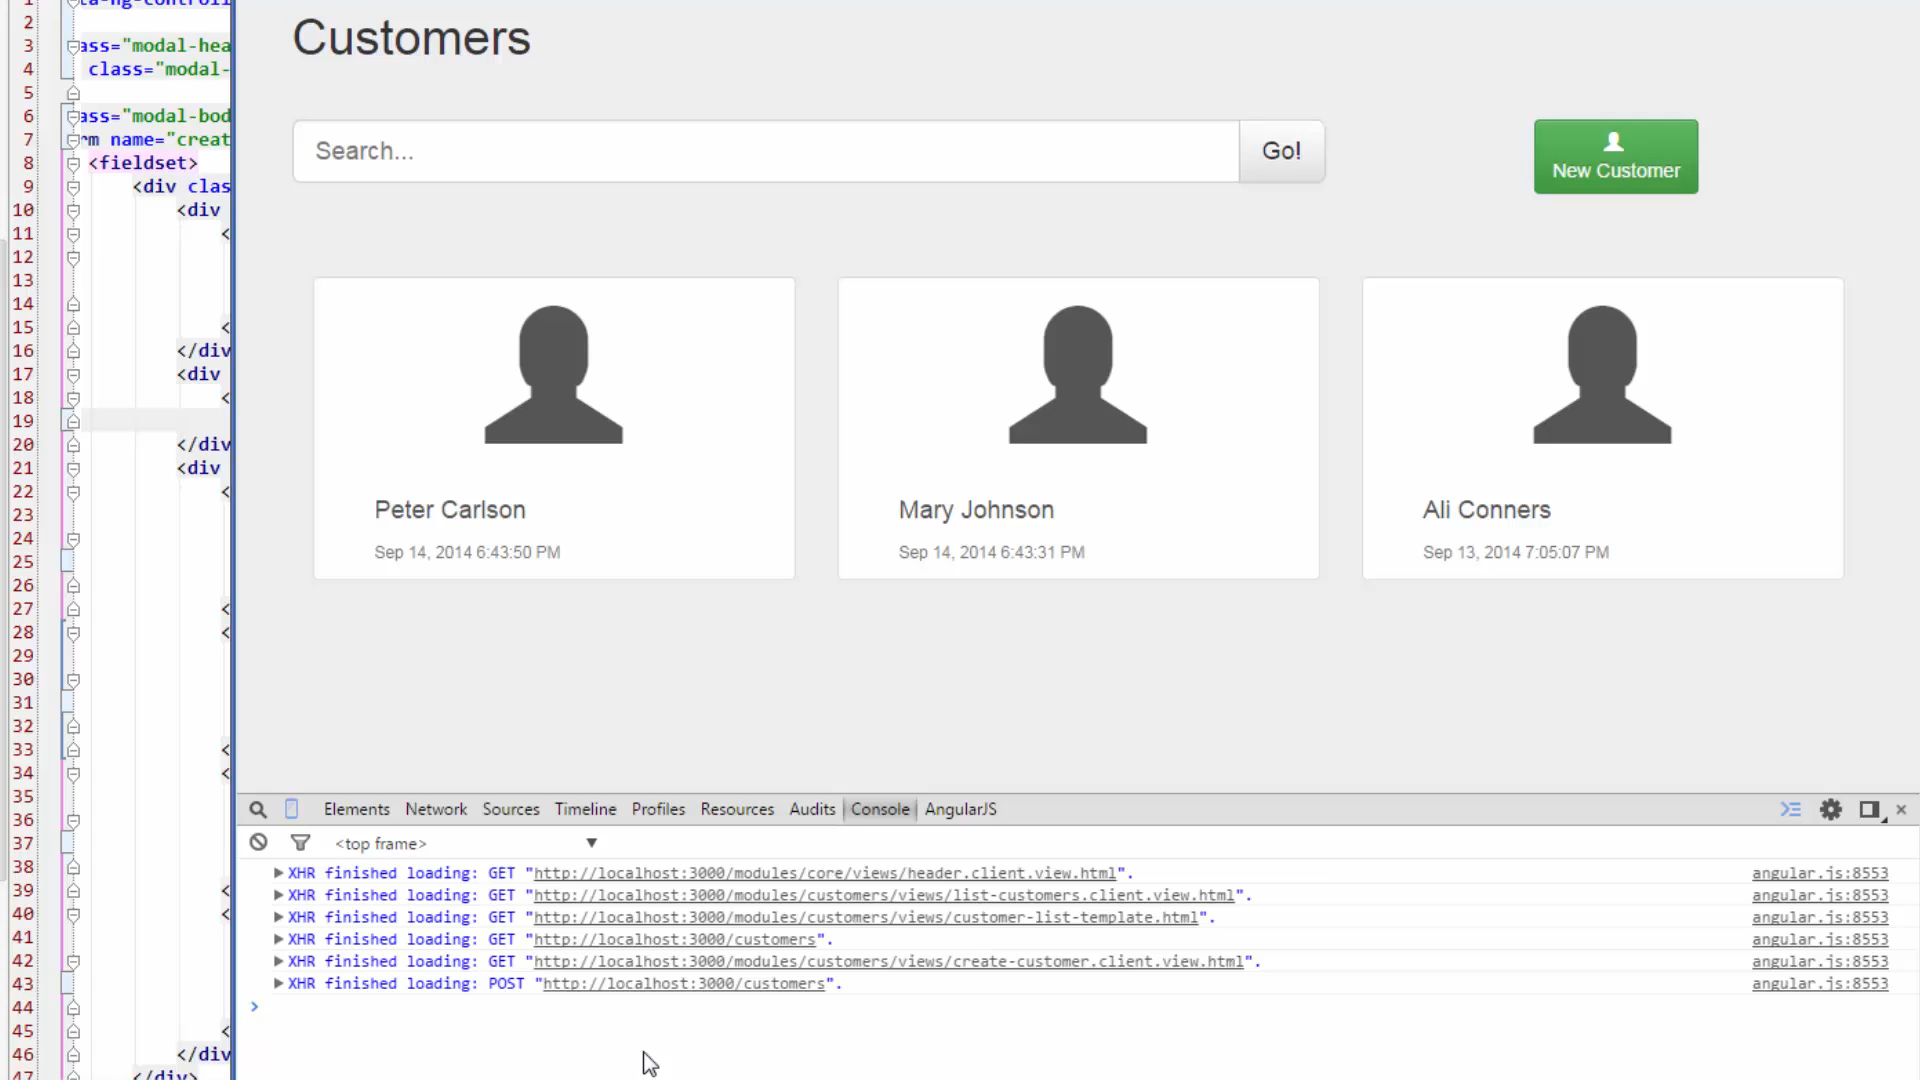 1 ta-ng-controll
2
3 ass="modal-hea
4 class="modal-
5
6 ass="modal-bod
7 rm name="creat
8 <fieldset>
9 <div clas
10 <div
11 <
12
13
14
15 <
16 </div
17 <div
18 <
19
20 </div
21 <div
22 <
23
24
25
26
27 <
28 <
29
30
31
32
33 <
34 <
35
36
37
38
39 <
40 <
41
42
43
44
45 <
46 </div
47 </div>
Customers
Search...
Go!
New Customer
Peter Carlson
Sep 14, 2014 6:43:50 PM
Mary Johnson
Sep 14, 2014 6:43:31 PM
Ali Conners
Sep 13, 2014 7:05:07 PM
Elements Network Sources Timeline Profiles Resources Audits Console AngularJS
<top frame>
XHR finished loading: GET "http://localhost:3000/modules/core/views/header.client.view.html". angular.js:8553
XHR finished loading: GET "http://localhost:3000/modules/customers/views/list-customers.client.view.html". angular.js:8553
XHR finished loading: GET "http://localhost:3000/modules/customers/views/customer-list-template.html". angular.js:8553
XHR finished loading: GET "http://localhost:3000/customers". angular.js:8553
XHR finished loading: GET "http://localhost:3000/modules/customers/views/create-customer.client.view.html". angular.js:8553
XHR finished loading: POST "http://localhost:3000/customers". angular.js:8553